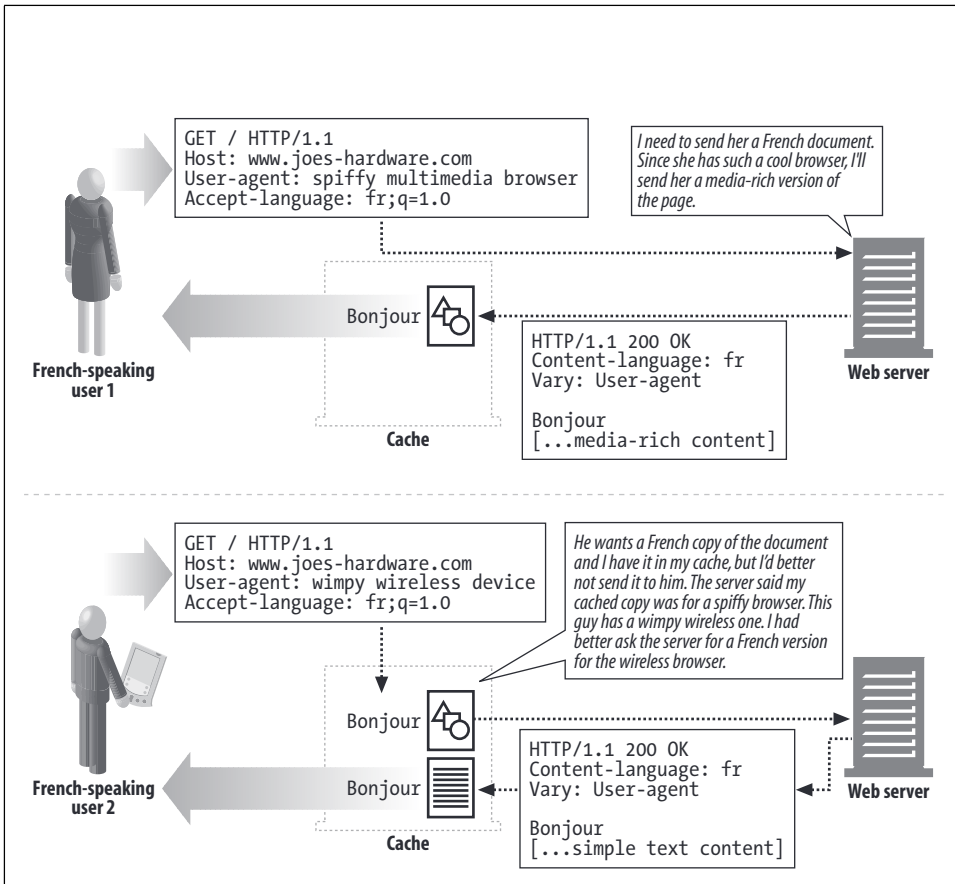 GET / HTTP/1.1
Host: www.joes-hardware.com
User-agent: spiffy multimedia browser
Accept-language: fr;q=1.0
I need to send her a French document.
Since she has such a cool browser, I'll
send her a media-rich version of
the page.
Bonjour
HTTP/1.1 200 OK
Content-language: fr
Vary: User-agent
Bonjour
[...media-rich content]
French-speaking
user 1
Cache
Web server
GET / HTTP/1.1
Host: www.joes-hardware.com
User-agent: wimpy wireless device
Accept-language: fr;q=1.0
He wants a French copy of the document
and I have it in my cache, but I'd better
not send it to him. The server said my
cached copy was for a spiffy browser. This
guy has a wimpy wireless one. I had
better ask the server for a French version
for the wireless browser.
Bonjour
Bonjour
HTTP/1.1 200 OK
Content-language: fr
Vary: User-agent
Bonjour
[...simple text content]
French-speaking
user 2
Cache
Web server